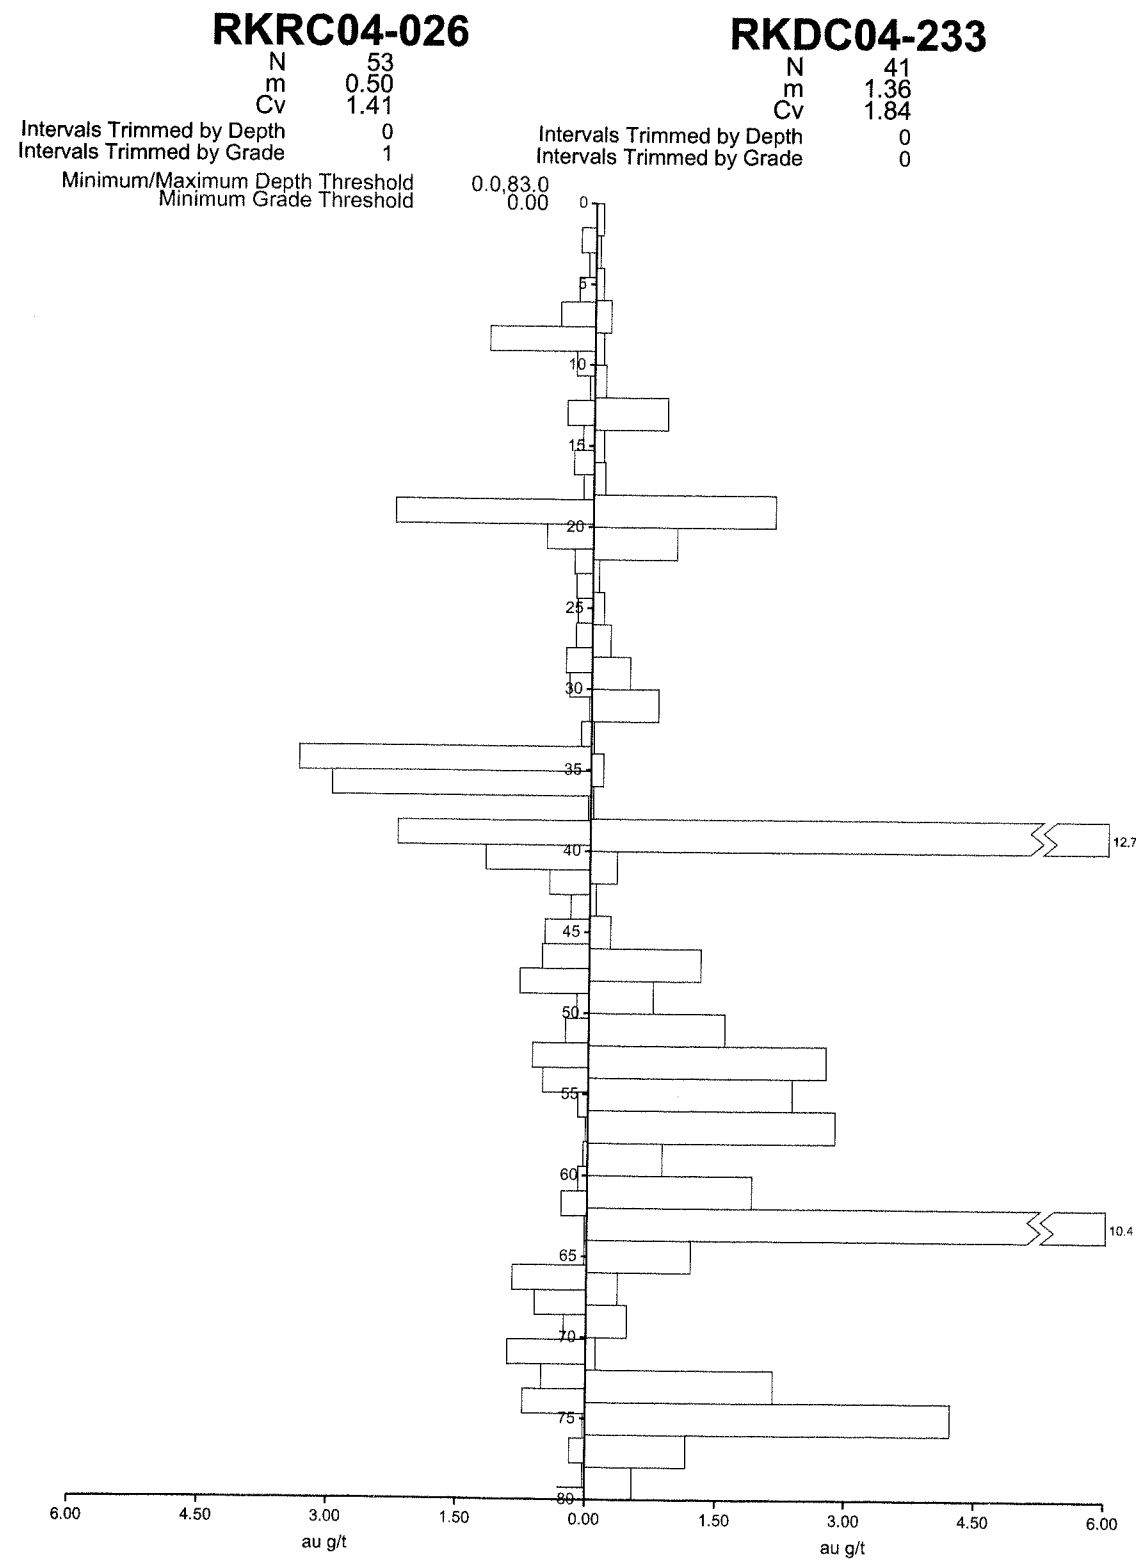 RKRC04-026
N 53
m 0.50
Cv 1.41
Intervals Trimmed by Depth 0
Intervals Trimmed by Grade 1
RKDC04-233
N 41
m 1.36
Cv 1.84
Intervals Trimmed by Depth 0
Intervals Trimmed by Grade 0
Minimum/Maximum Depth Threshold 0.0,83.0
Minimum Grade Threshold 0.00
0
5
10
15
20
25
30
35
12.7
40
45
50
55
60
10.4
65
70
75
80
6.00 4.50 3.00 1.50 0.00 1.50 3.00 4.50 6.00
au g/t au g/t